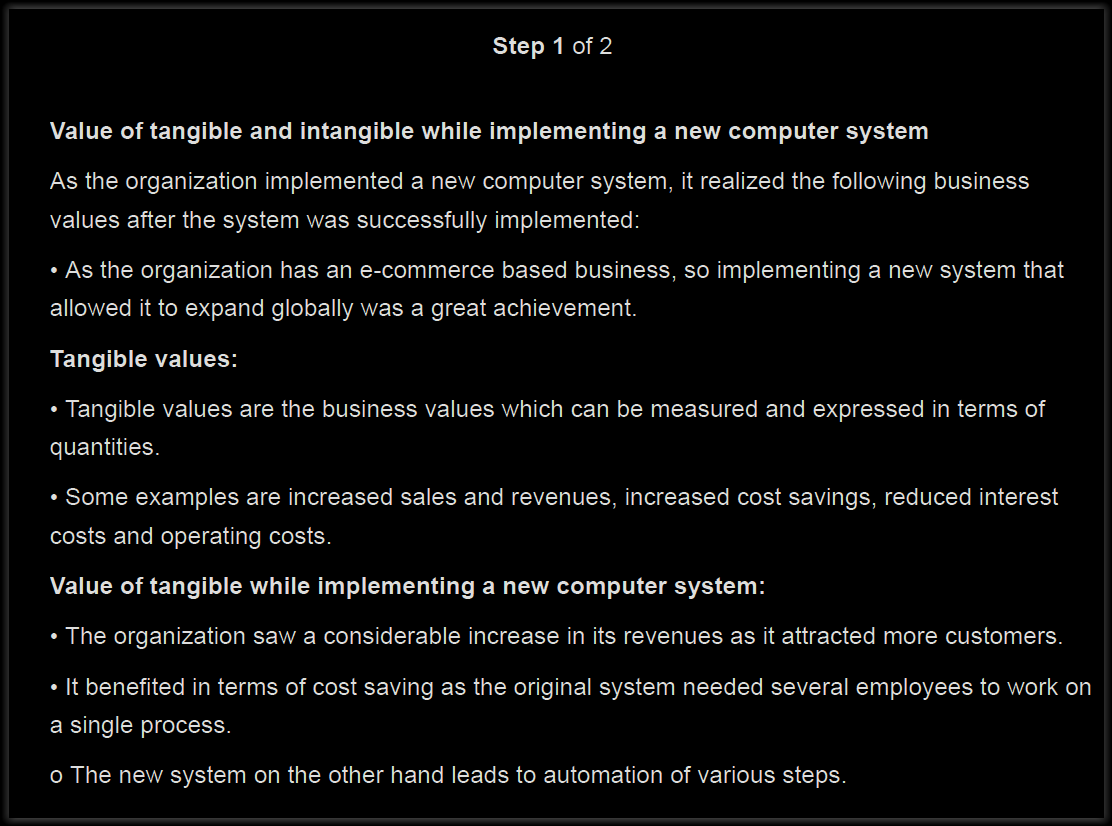 Step 1 of 2
Value of tangible and intangible while implementing a new computer system
As the organization implemented a new computer system, it realized the following business
values after the system was successfully implemented:
• As the organization has an e-commerce based business, so implementing a new system that
allowed it to expand globally was a great achievement.
Tangible values:
• Tangible values are the business values which can be measured and expressed in terms of
quantities.
• Some examples are increased sales and revenues, increased cost savings, reduced interest
costs and operating costs.
Value of tangible while implementing a new computer system:
• The organization saw a considerable increase in its revenues as it attracted more customers.
• It benefited in terms of cost saving as the original system needed several employees to work on
a single process.
o The new system on the other hand leads to automation of various steps.